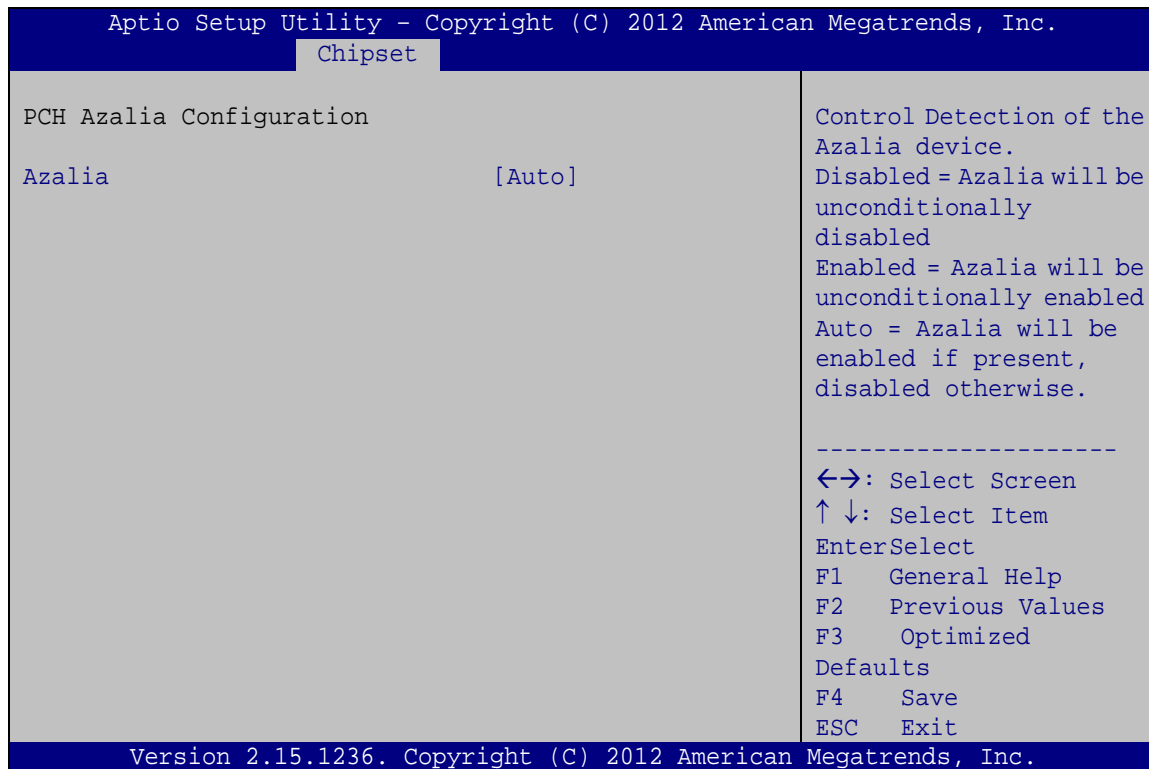 Aptio Setup Utility – Copyright (C) 2012 American Megatrends, Inc.
Chipset
PCH Azalia Configuration
Azalia [Auto]
Control Detection of the
Azalia device.
Disabled = Azalia will be
unconditionally
disabled
Enabled = Azalia will be
unconditionally enabled
Auto = Azalia will be
enabled if present,
disabled otherwise.
---------------------
←→: Select Screen
↑ ↓: Select Item
EnterSelect
F1 General Help
F2 Previous Values
F3 Optimized
Defaults
F4 Save
ESC Exit
Version 2.15.1236. Copyright (C) 2012 American Megatrends, Inc.